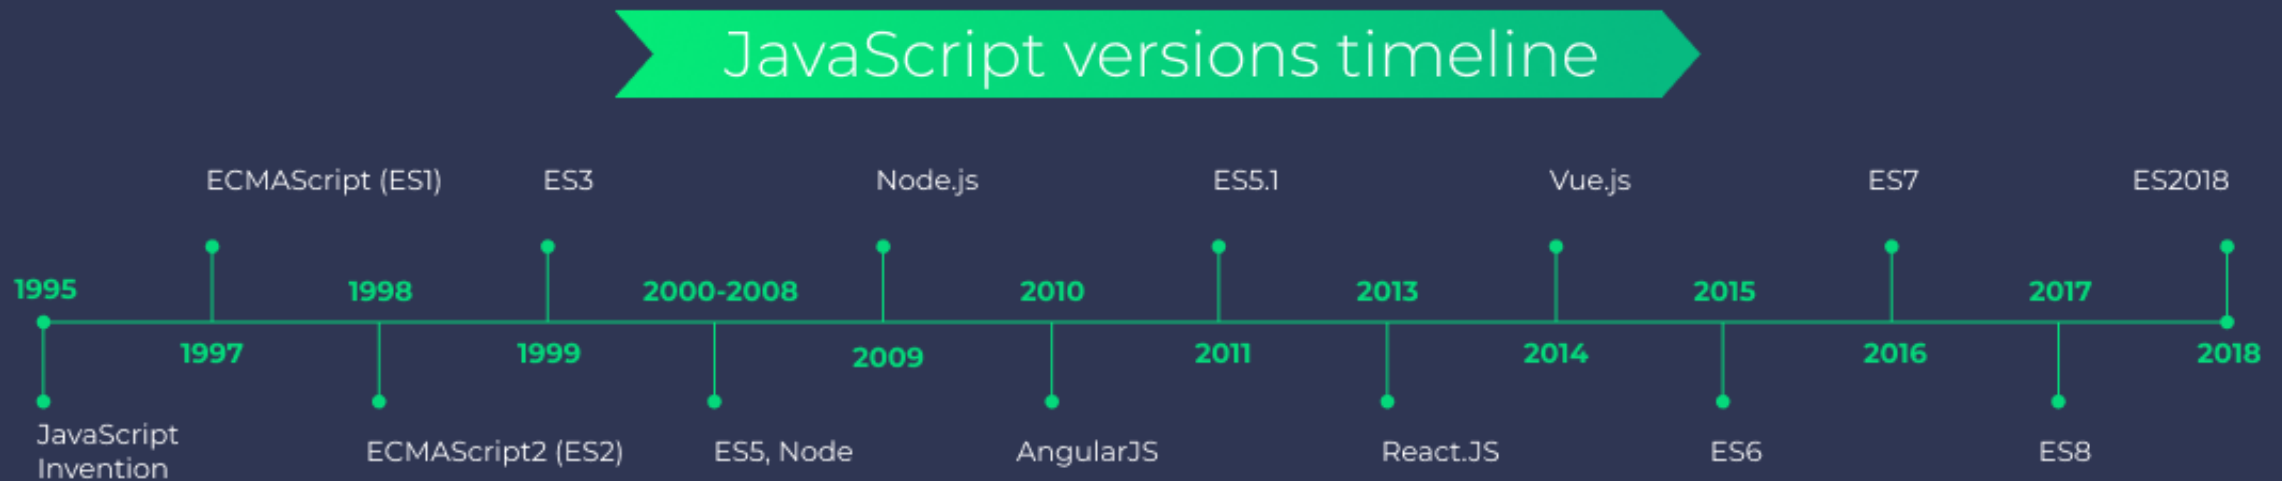 JavaScript versions timeline
ECMAScript (ES1)
ES3
Node.js
ES5.1
Vue.js
ES7
ES2018
1995
1998
2000-2008
2010
2013
2015
2017
1997
1999
2009
2011
2014
2016
2018
JavaScript
Invention
ECMAScript2 (ES2)
ES5, Node
AngularJS
React.JS
ES6
ES8